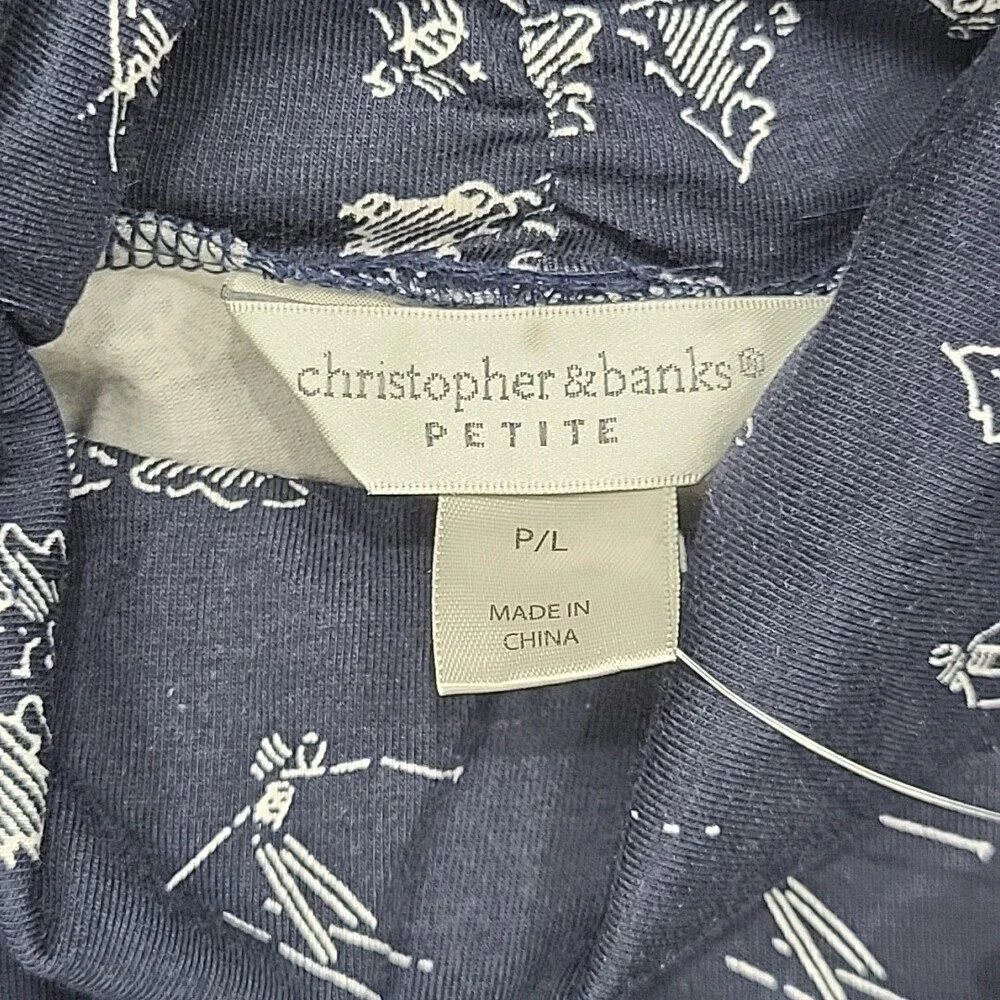 christopher & banks®
PETITE
P/L
MADE IN
CHINA